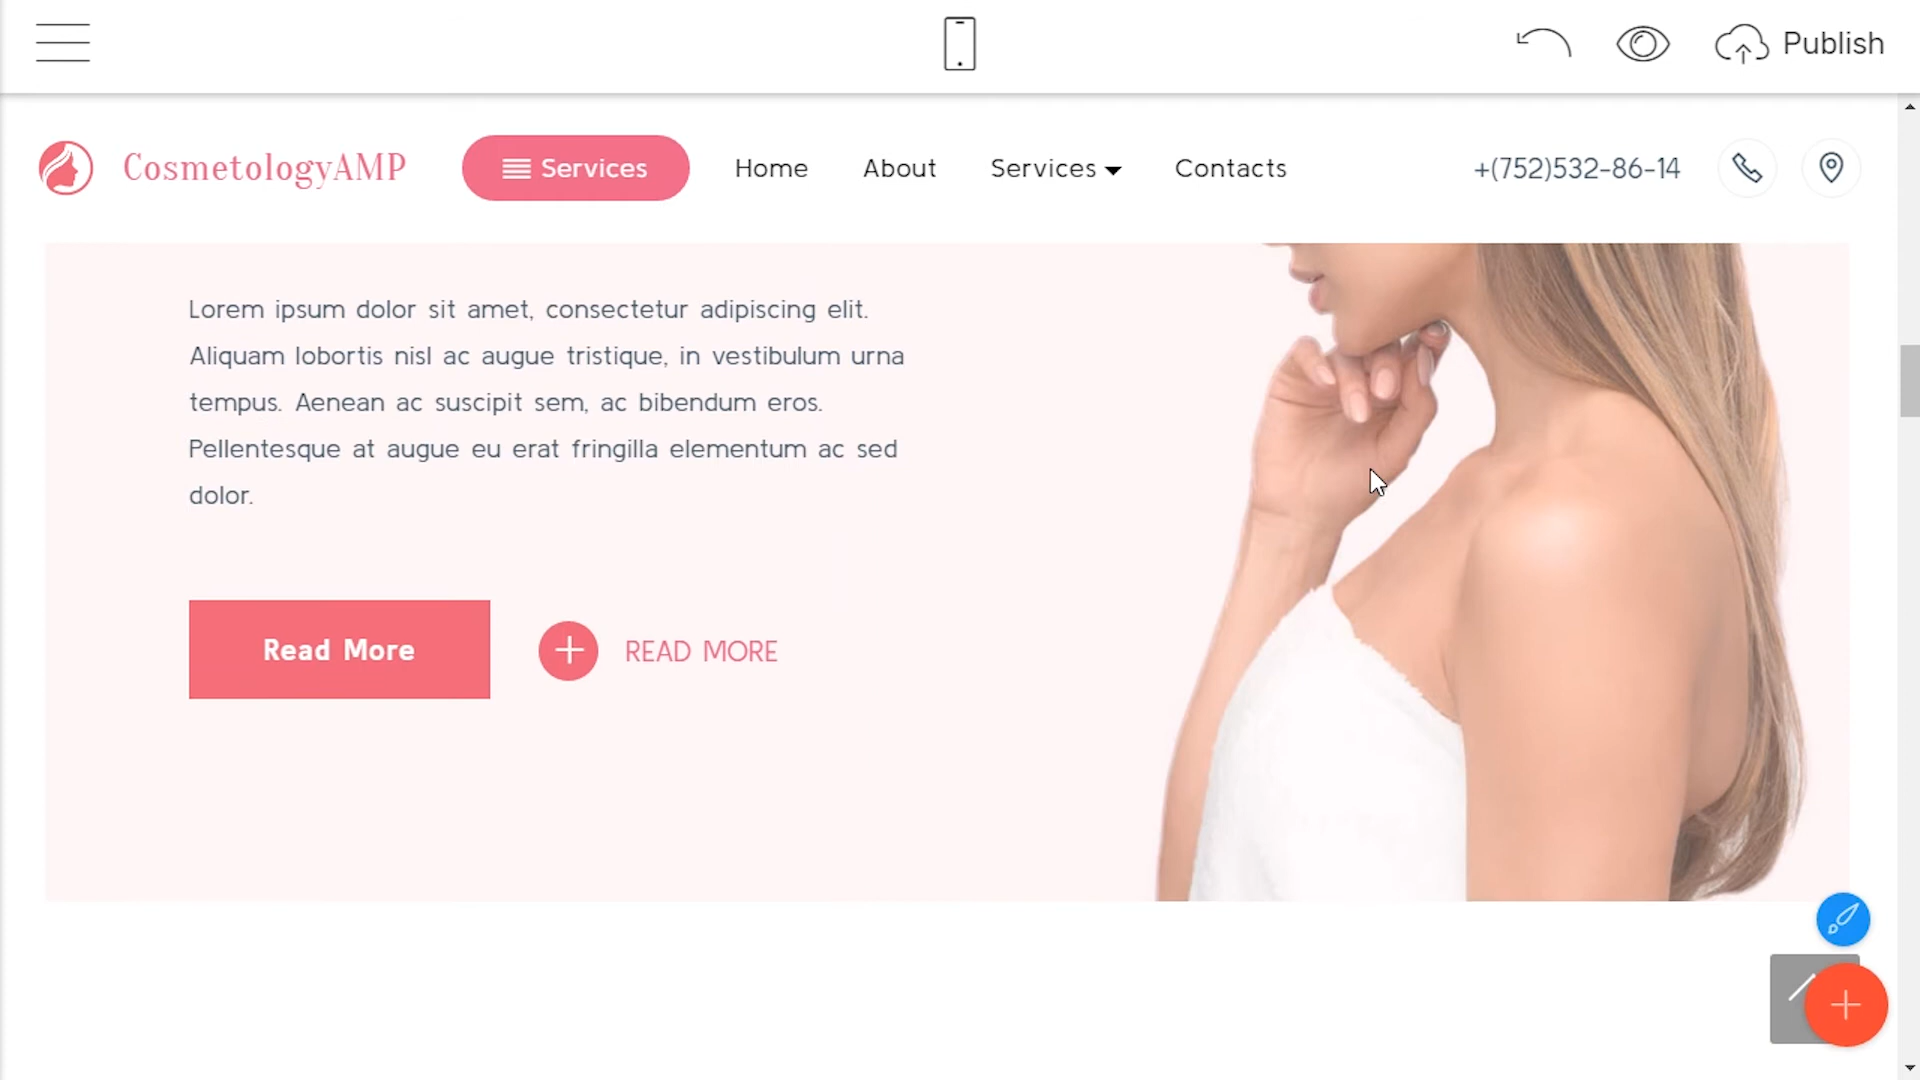 Publish
CosmetologyAMP
Services
Home
About
Services
Contacts
+(752)532-86-14
Lorem ipsum dolor sit amet, consectetur adipiscing elit.
Aliquam lobortis nisl ac augue tristique, in vestibulum urna
tempus. Aenean ac suscipit sem, ac bibendum eros.
Pellentesque at augue eu erat fringilla elementum ac sed
dolor.
Read More
READ MORE